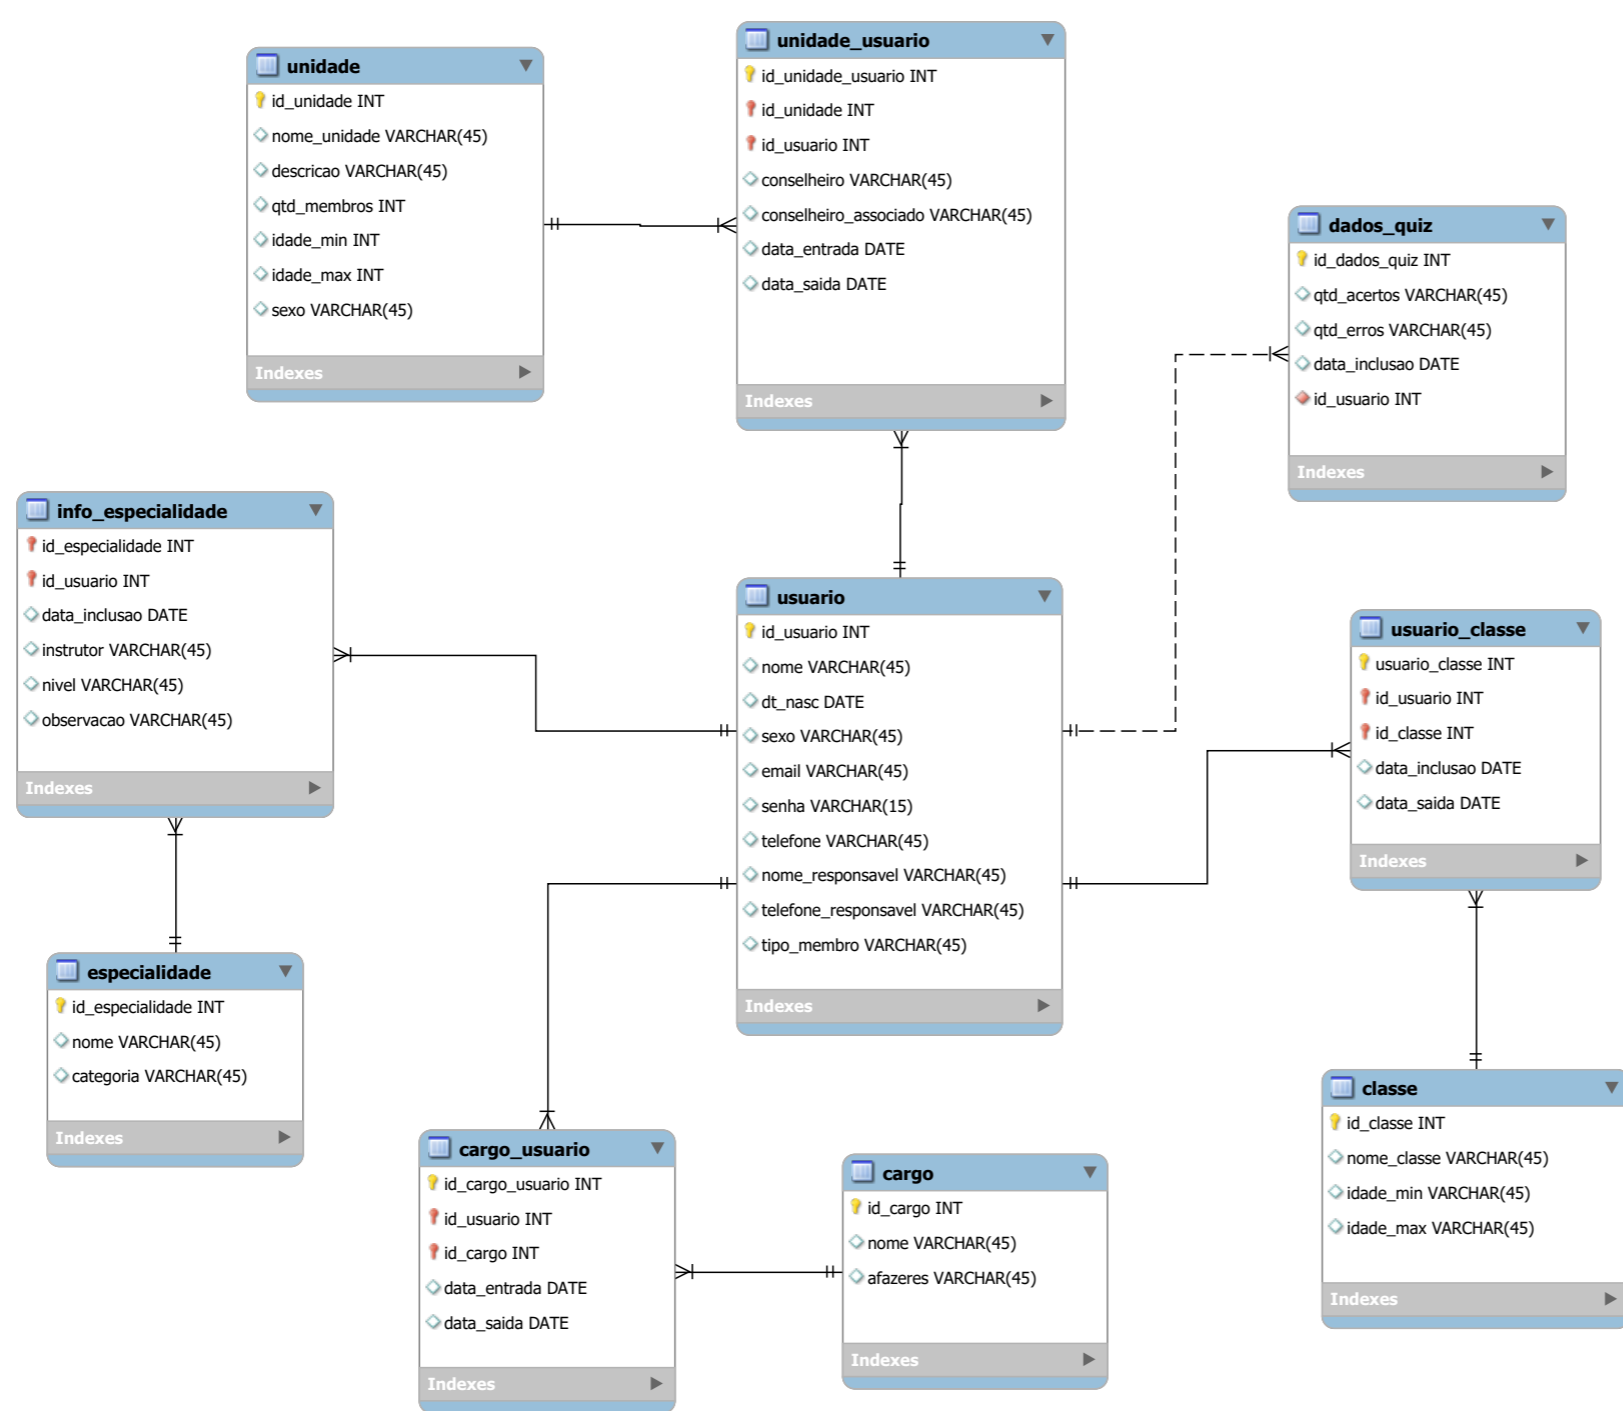 unidade
id_unidade INT
nome_unidade VARCHAR(45)
descricao VARCHAR(45)
qtd_membros INT
idade_min INT
idade_max INT
sexo VARCHAR(45)
Indexes
unidade_usuario
id_unidade_usuario INT
id_unidade INT
id_usuario INT
conselheiro VARCHAR(45)
conselheiro_associado VARCHAR(45)
data_entrada DATE
data_saida DATE
Indexes
dados_quiz
id_dados_quiz INT
qtd_acertos VARCHAR(45)
qtd_erros VARCHAR(45)
data_inclusao DATE
id_usuario INT
Indexes
info_especialidade
id_especialidade INT
id_usuario INT
data_inclusao DATE
instrutor VARCHAR(45)
nivel VARCHAR(45)
observacao VARCHAR(45)
Indexes
usuario
id_usuario INT
nome VARCHAR(45)
dt_nasc DATE
sexo VARCHAR(45)
email VARCHAR(45)
senha VARCHAR(15)
telefone VARCHAR(45)
nome_responsavel VARCHAR(45)
telefone_responsavel VARCHAR(45)
tipo_membro VARCHAR(45)
Indexes
usuario_classe
usuario_classe INT
id_usuario INT
id_classe INT
data_inclusao DATE
data_saida DATE
Indexes
especialidade
id_especialidade INT
nome VARCHAR(45)
categoria VARCHAR(45)
Indexes
cargo_usuario
id_cargo_usuario INT
id_usuario INT
id_cargo INT
data_entrada DATE
data_saida DATE
Indexes
cargo
id_cargo INT
nome VARCHAR(45)
afazeres VARCHAR(45)
Indexes
classe
id_classe INT
nome_classe VARCHAR(45)
idade_min VARCHAR(45)
idade_max VARCHAR(45)
Indexes